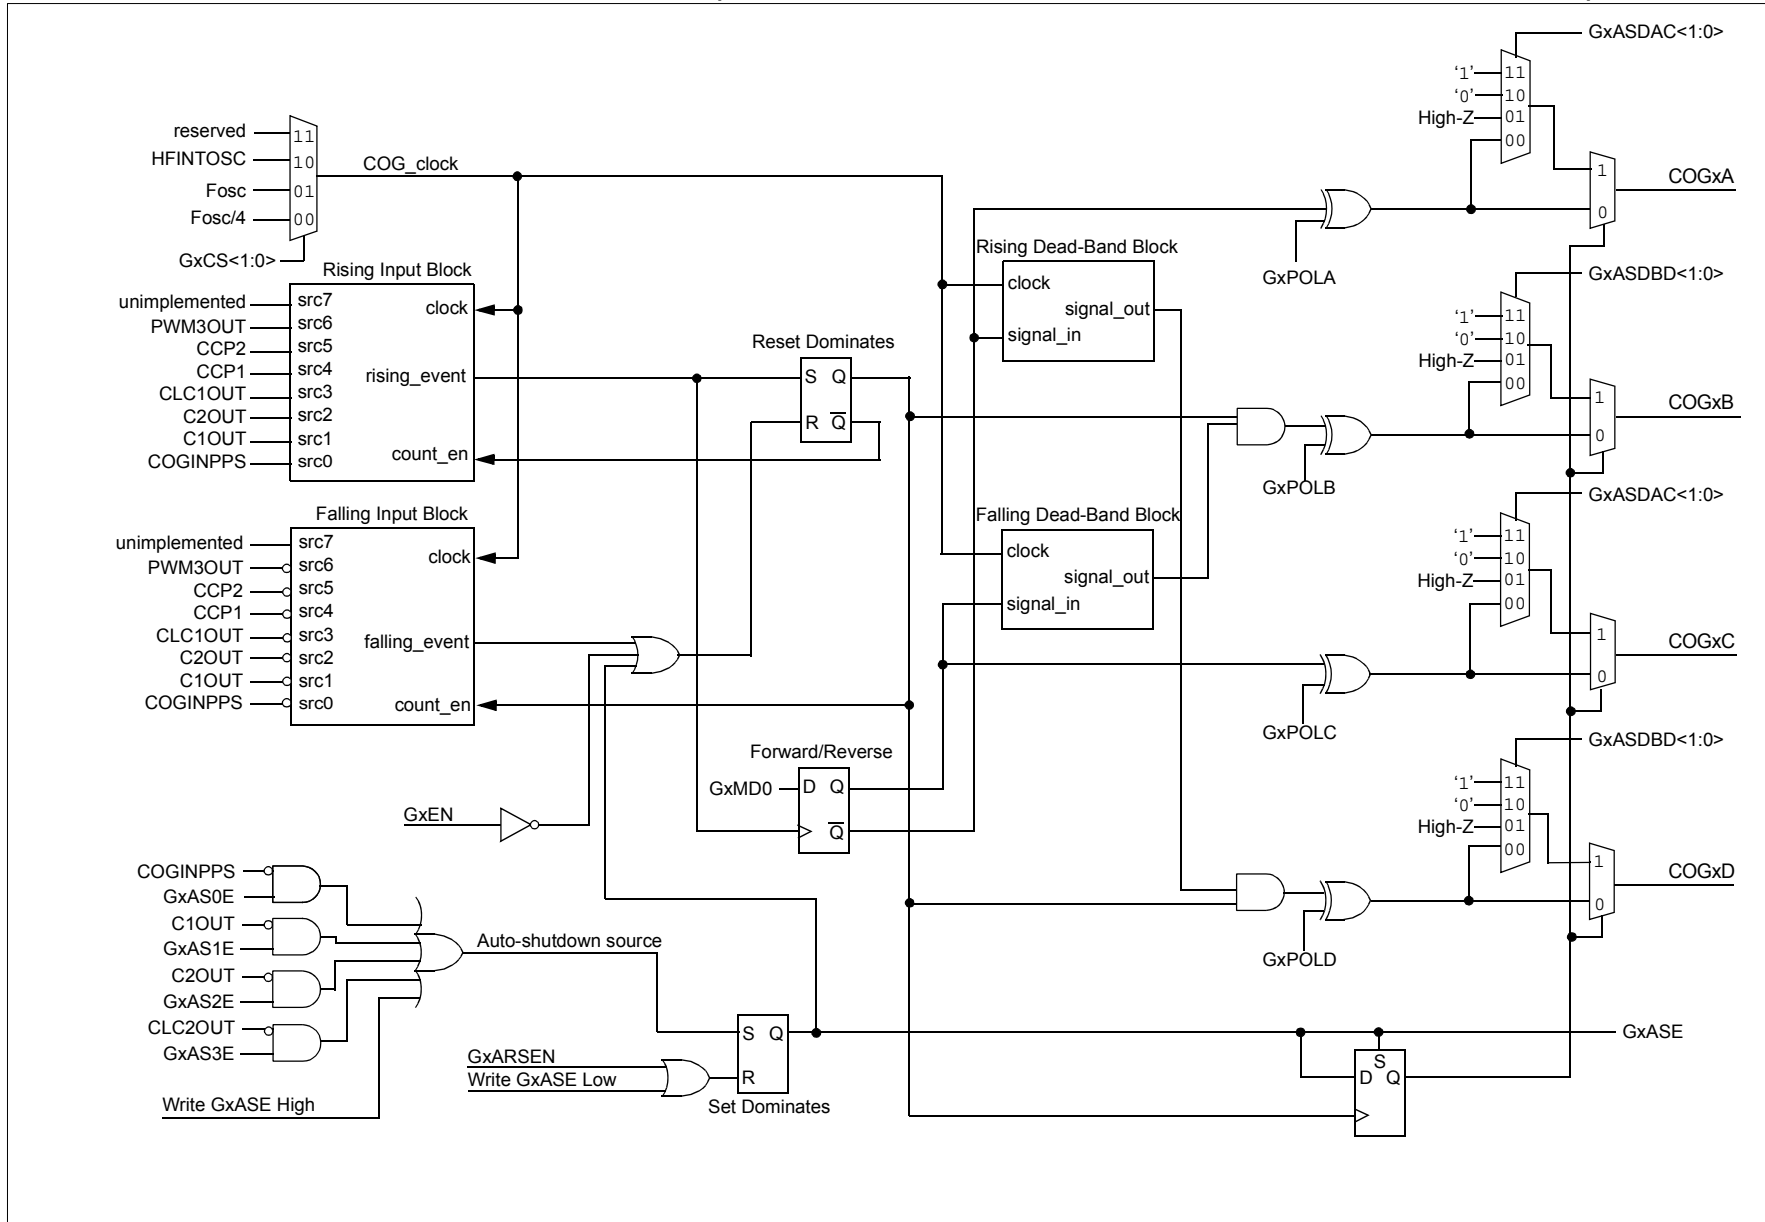 GxASDAC<1:0>
'1' 11
'0' 10
High-Z 01
00
1
0
COGxA
GxPOLA
reserved 11
HFINTOSC 10
Fosc 01
Fosc/4 00
GxCS<1:0>
COG_clock
Rising Input Block
unimplemented src7
PWM3OUT src6
CCP2 src5
CCP1 src4
CLC1OUT src3
C2OUT src2
C1OUT src1
COGINPPS src0
clock
rising_event
count_en
Reset Dominates
S Q
R Q
Rising Dead-Band Block
clock
signal_out
signal_in
GxASDBD<1:0>
'1' 11
'0' 10
High-Z 01
00
1
0
COGxB
GxPOLB
Falling Input Block
unimplemented src7
PWM3OUT src6
CCP2 src5
CCP1 src4
CLC1OUT src3
C2OUT src2
C1OUT src1
COGINPPS src0
clock
falling_event
count_en
Falling Dead-Band Block
clock
signal_out
signal_in
GxASDAC<1:0>
'1' 11
'0' 10
High-Z 01
00
1
0
COGxC
GxPOLC
Forward/Reverse
GxMD0 D Q
Q
GxEN
GxASDBD<1:0>
'1' 11
'0' 10
High-Z 01
00
1
0
COGxD
GxPOLD
COGINPPS
GxAS0E
C1OUT
GxAS1E
C2OUT
GxAS2E
CLC2OUT
GxAS3E
Write GxASE High
Auto-shutdown source
GxARSEN
Write GxASE Low
S Q
R
Set Dominates
S
D Q
GxASE